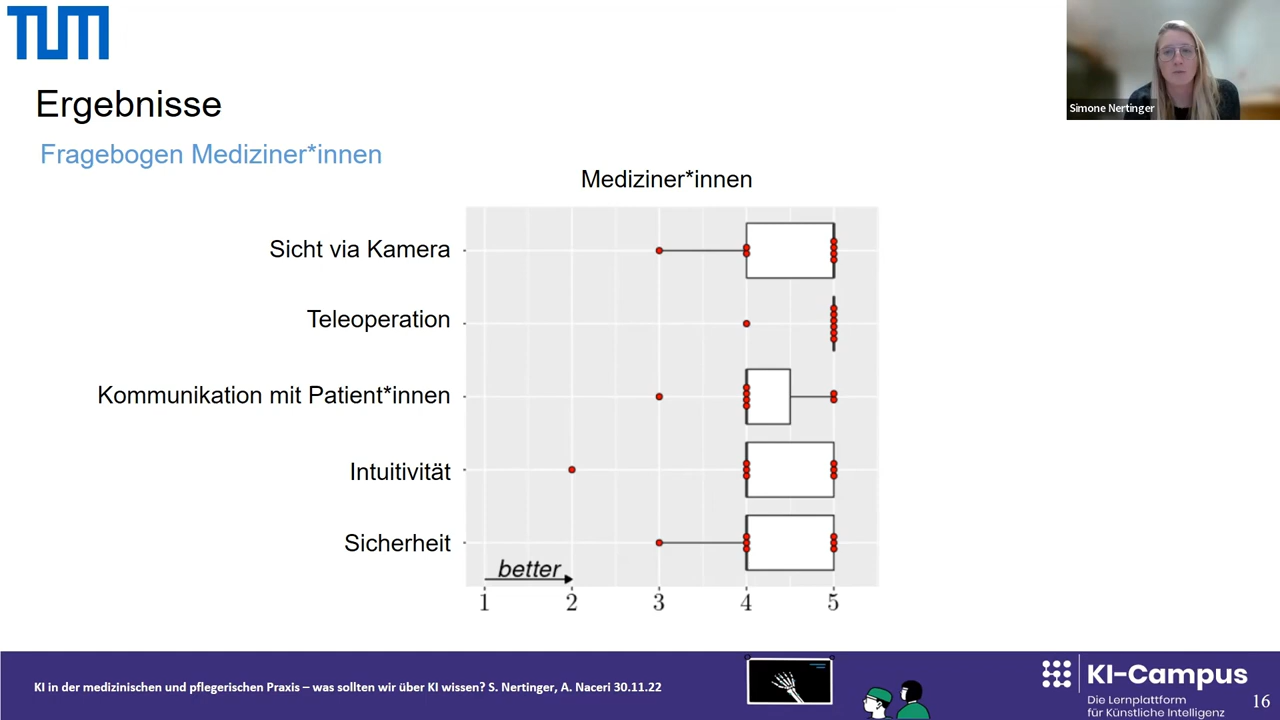 TUM
Simone Nertinger
Ergebnisse
Fragebogen Mediziner*innen
Mediziner*innen
Sicht via Kamera
Teleoperation
Kommunikation mit Patient*innen
Intuitivität
Sicherheit
better
1 2 3 4 5
KI in der medizinischen und pflegerischen Praxis – was sollten wir über KI wissen? S. Nertinger, A. Naceri 30.11.22
KI-Campus
Die Lernplattform
für Künstliche Intelligenz
16